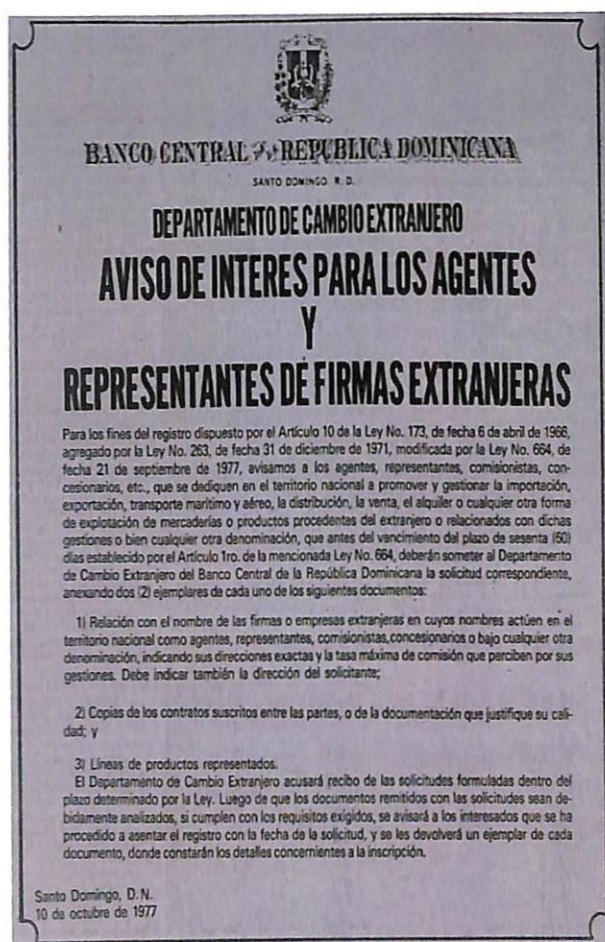 BANCO CENTRAL DE LA REPUBLICA DOMINICANA
SANTO DOMINGO, R. D.
DEPARTAMENTO DE CAMBIO EXTRANJERO
AVISO DE INTERES PARA LOS AGENTES
Y
REPRESENTANTES DE FIRMAS EXTRANJERAS
Para los fines del registro dispuesto por el Artículo 10 de la Ley No. 173, de fecha 6 de abril de 1966,
agregado por la Ley No. 263, de fecha 31 de diciembre de 1971, modificada por la Ley No. 664, de
fecha 21 de septiembre de 1977, avisamos a los agentes, representantes, comisionistas, con-
cesionarios, etc., que se dediquen en el territorio nacional a promover y gestionar la importación,
exportación, transporte marítimo y aéreo, la distribución, la venta, el alquiler o cualquier otra forma
de explotación de mercaderías o productos procedentes del extranjero o relacionados con dichas
gestiones o bien cualquier otra denominación, que antes del vencimiento del plazo de sesenta (60)
días establecido por el Artículo 1ro. de la mencionada Ley No. 664, deberán someter al Departamento
de Cambio Extranjero del Banco Central de la República Dominicana la solicitud correspondiente,
anexando dos (2) ejemplares de cada uno de los siguientes documentos:
1) Relación con el nombre de las firmas o empresas extranjeras en cuyos nombres actúen en el
territorio nacional como agentes, representantes, comisionistas, concesionarios o bajo cualquier otra
denominación, indicando sus direcciones exactas y la tasa máxima de comisión que perciben por sus
gestiones. Debe indicar también la dirección del solicitante;
2) Copias de los contratos suscritos entre las partes, o de la documentación que justifique su cali-
dad; y
3) Líneas de productos representados.
El Departamento de Cambio Extranjero acusará recibo de las solicitudes formuladas dentro del
plazo determinado por la Ley. Luego de que los documentos remitidos con las solicitudes sean de-
bidamente analizados, si cumplen con los requisitos exigidos, se avisará a los interesados que se ha
procedido a asentar el registro con la fecha de la solicitud, y se les devolverá un ejemplar de cada
documento, donde constarán los detalles concernientes a la inscripción.
Santo Domingo, D.N.
10 de octubre de 1977